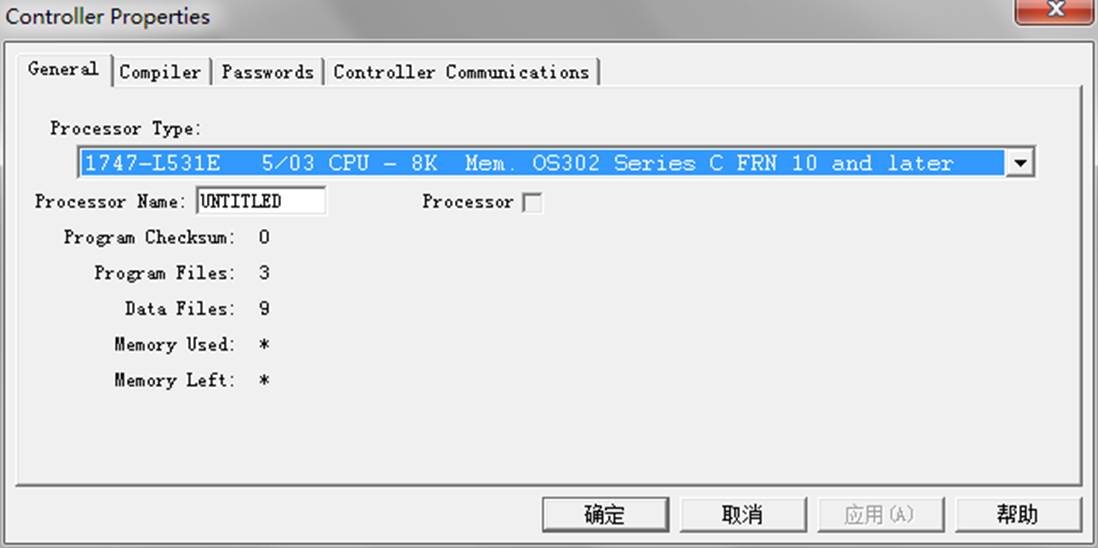 Controller Properties
General Compiler Passwords Controller Communications
Processor Type:
1747-L531E 5/03 CPU - 8K Mem. OS302 Series C FRN 10 and later
Processor Name: UNTITLED Processor
Program Checksum: 0
Program Files: 3
Data Files: 9
Memory Used: *
Memory Left: *
确定 取消 应用(A) 帮助